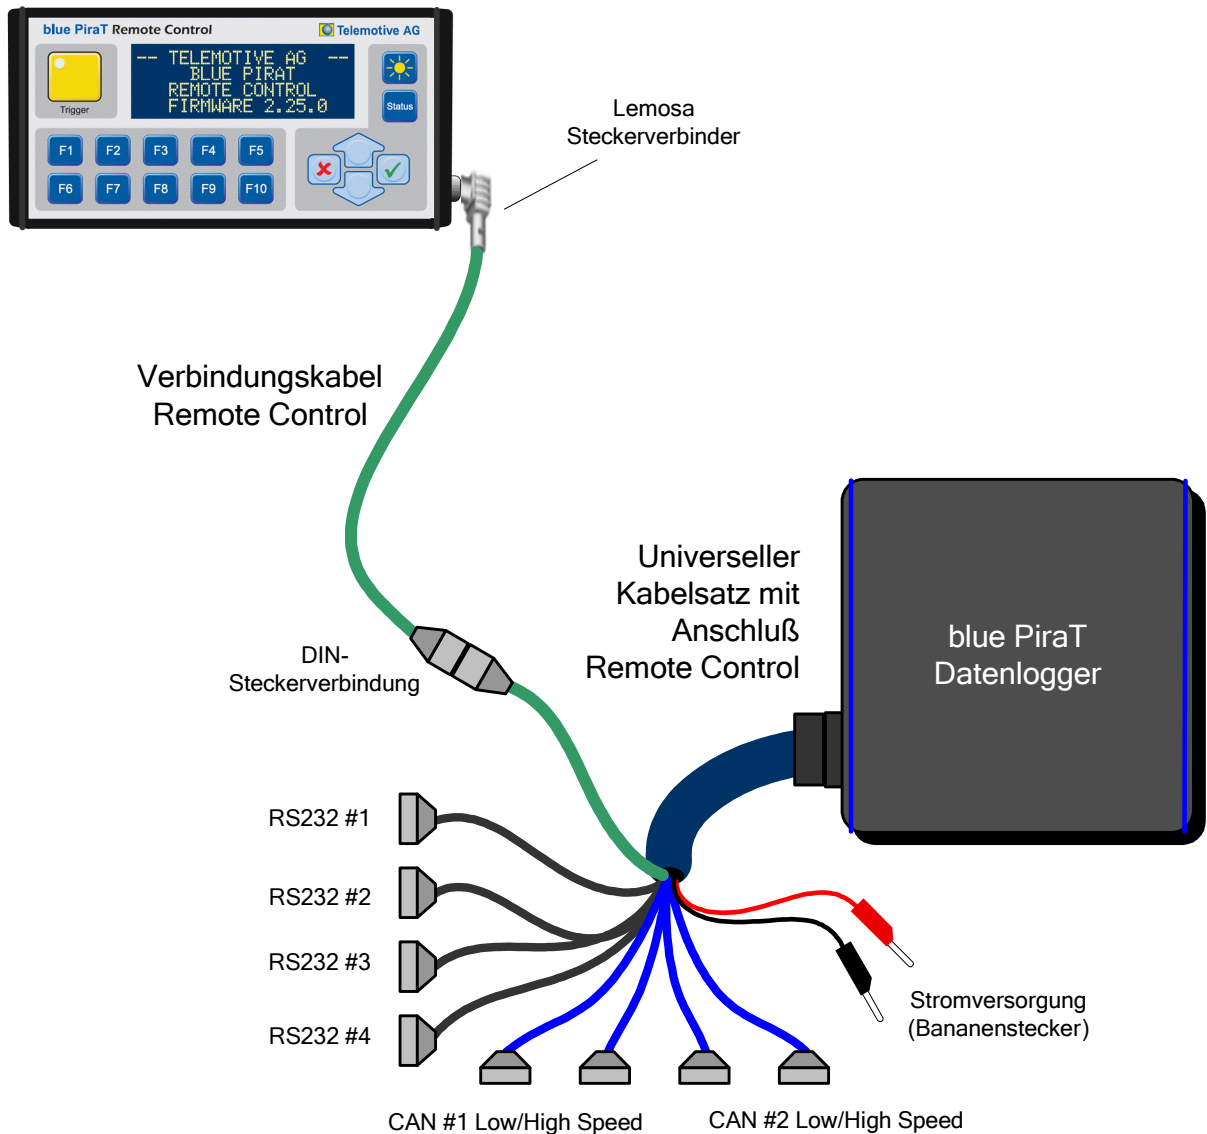 blue PiraT Remote Control
Telemotive AG
-- TELEMOTIVE AG --
BLUE PIRAT
REMOTE CONTROL
FIRMWARE 2.25.0
Trigger
Status
F1 F2 F3 F4 F5
F6 F7 F8 F9 F10
Lemosa
Steckerverbinder
Verbindungskabel
Remote Control
Universeller
Kabelsatz mit
Anschluß
Remote Control
blue PiraT
Datenlogger
DIN-
Steckerverbindung
RS232 #1
RS232 #2
RS232 #3
RS232 #4
Stromversorgung
(Bananenstecker)
CAN #1 Low/High Speed
CAN #2 Low/High Speed